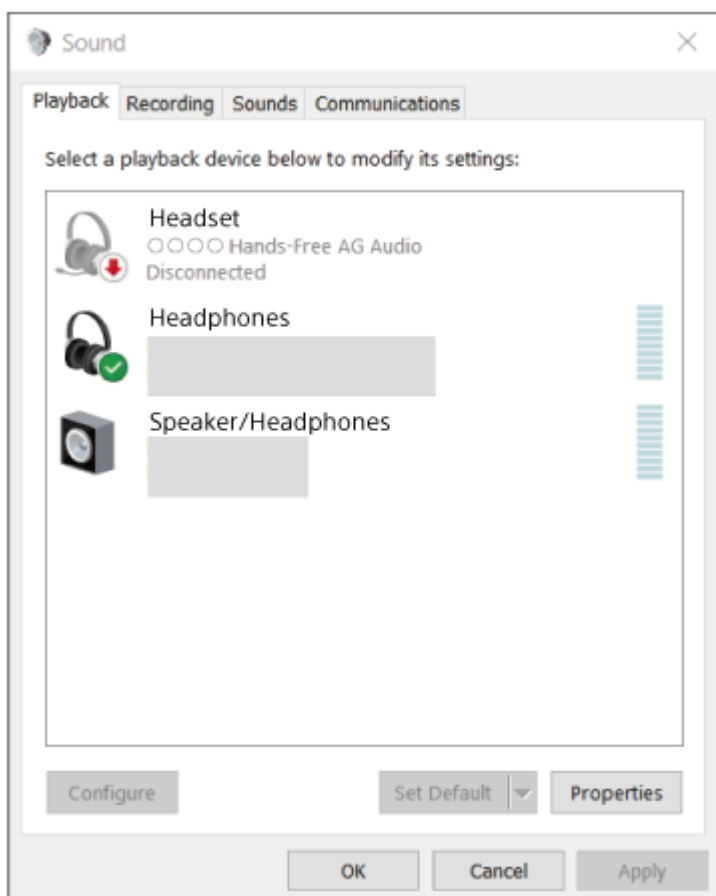 Sound
Playback Recording Sounds Communications
Select a playback device below to modify its settings:
Headset
○○○○ Hands-Free AG Audio
Disconnected
Headphones
Speaker/Headphones
Configure Set Default Properties
OK Cancel Apply